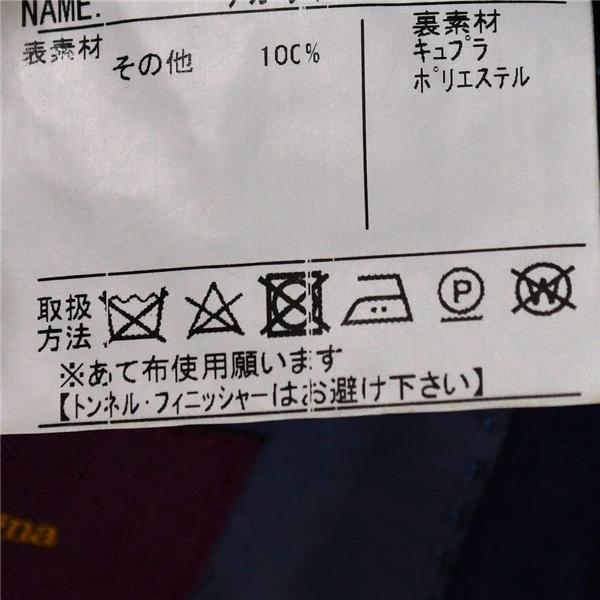 NAME.
表素材
その他 100%
裏素材
キュプラ
ポリエステル
取扱
方法
P
W
※あて布使用願います
【トンネル・フィニッシャーはお避け下さい】